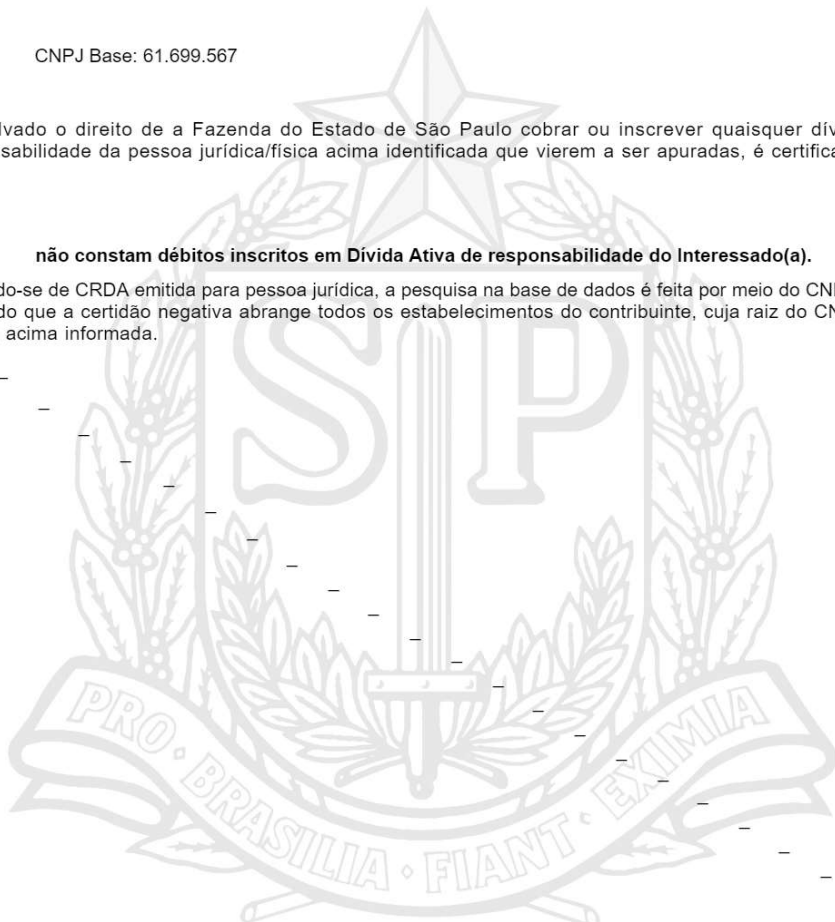 CNPJ Base: 61.699.567
lvado o direito de a Fazenda do Estado de São Paulo cobrar ou inscrever quaisquer dív
sabilidade da pessoa jurídica/física acima identificada que vierem a ser apuradas, é certifica
não constam débitos inscritos em Dívida Ativa de responsabilidade do Interessado(a).
do-se de CRDA emitida para pessoa jurídica, a pesquisa na base de dados é feita por meio do CN
do que a certidão negativa abrange todos os estabelecimentos do contribuinte, cuja raiz do CN
acima informada.
SP
PRO · BRASILIA · FIANT · EXIMIA